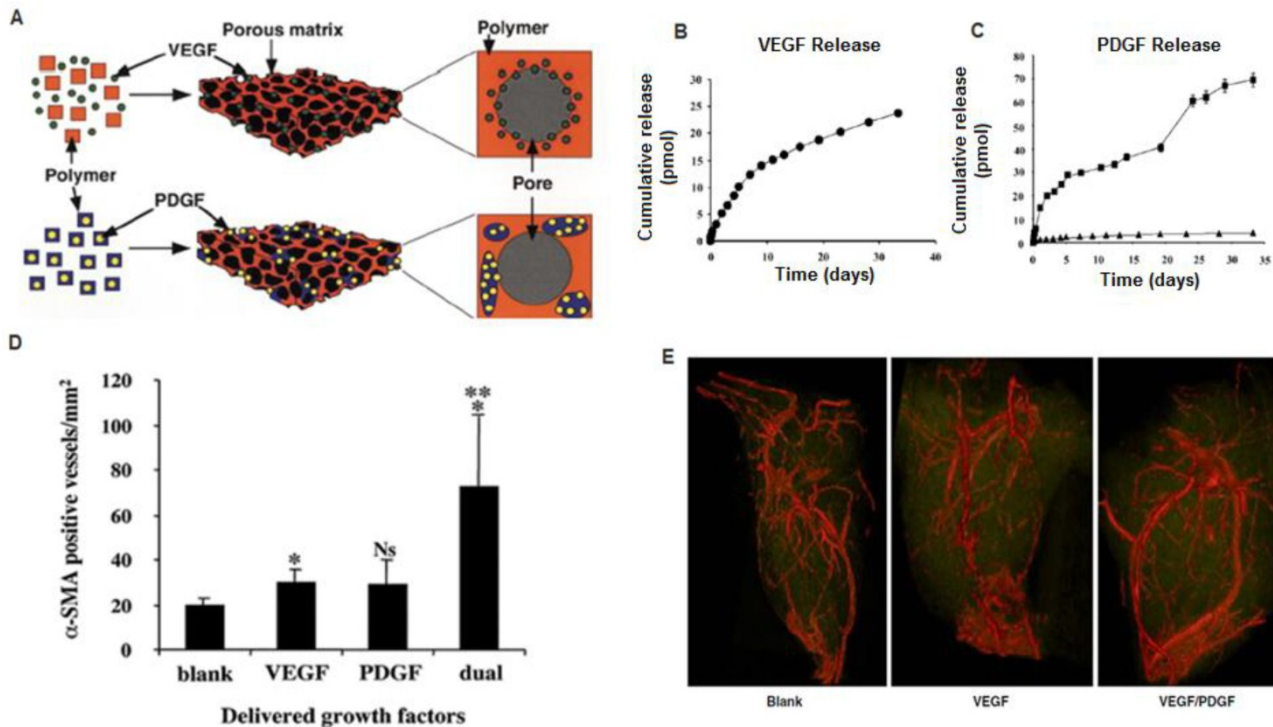 A
Porous matrix
VEGF
Polymer
Polymer
PDGF
Pore
B
VEGF Release
Cumulative release
(pmol)
30
25
20
15
10
5
0
0
10
20
30
40
Time (days)
C
PDGF Release
Cumulative release
(pmol)
80
70
60
50
40
30
20
10
0
0
5
10
15
20
25
30
35
Time (days)
D
α-SMA positive vessels/mm²
120
100
80
60
40
20
0
*
Ns
**
*
blank
VEGF
PDGF
dual
Delivered growth factors
E
Blank
VEGF
VEGF/PDGF